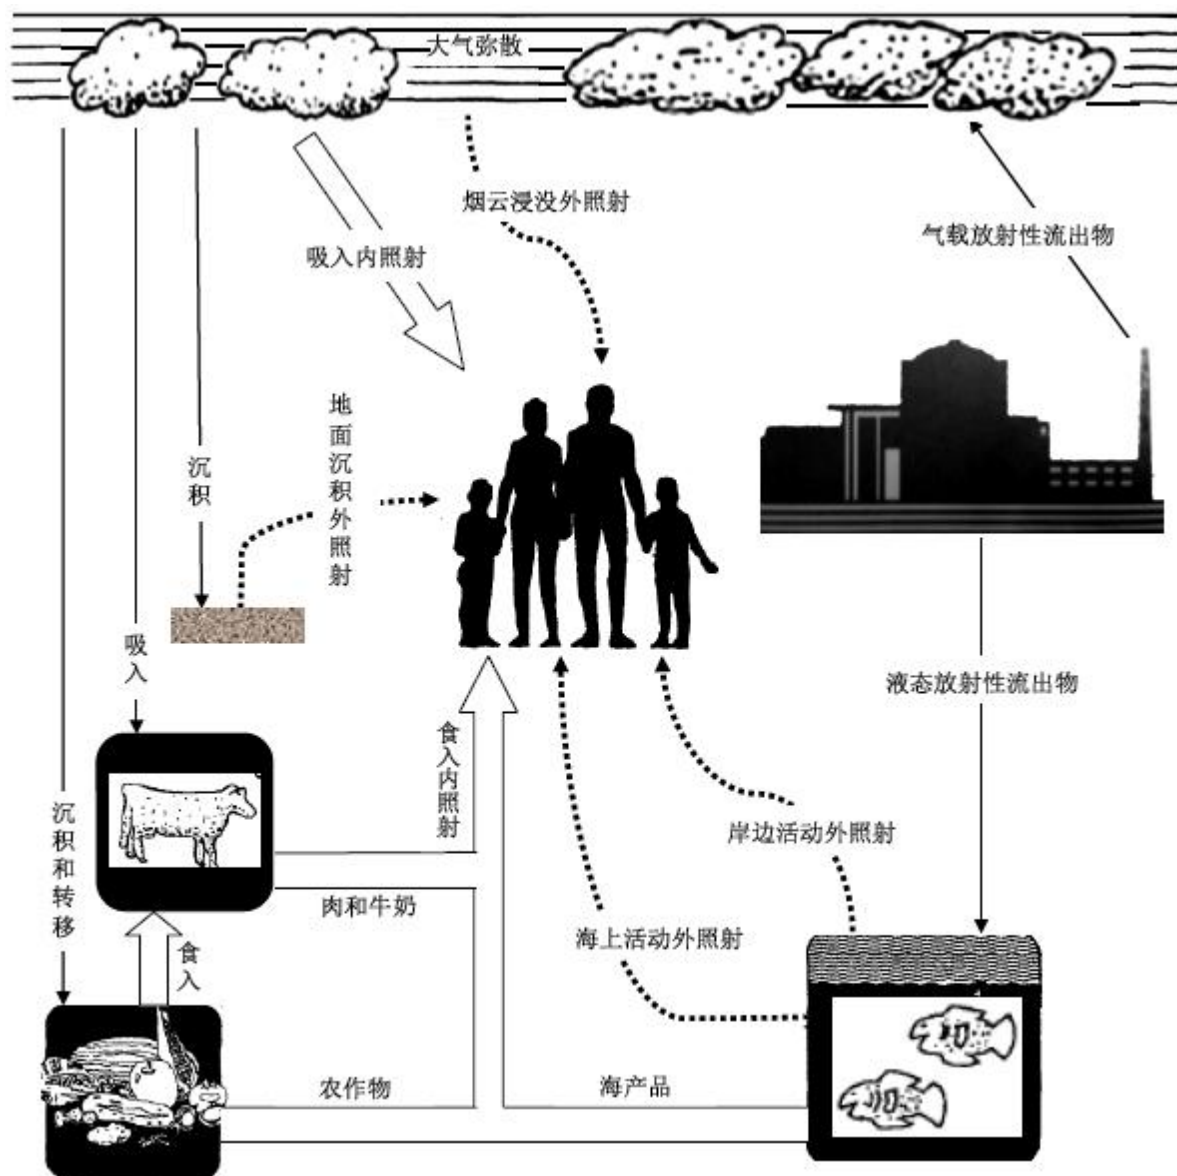 大气弥散
烟云浸没外照射
气载放射性流出物
吸入内照射
地面沉积外照射
沉积
吸入
液态放射性流出物
食入内照射
沉积和转移
岸边活动外照射
肉和牛奶
海上活动外照射
食入
农作物
海产品